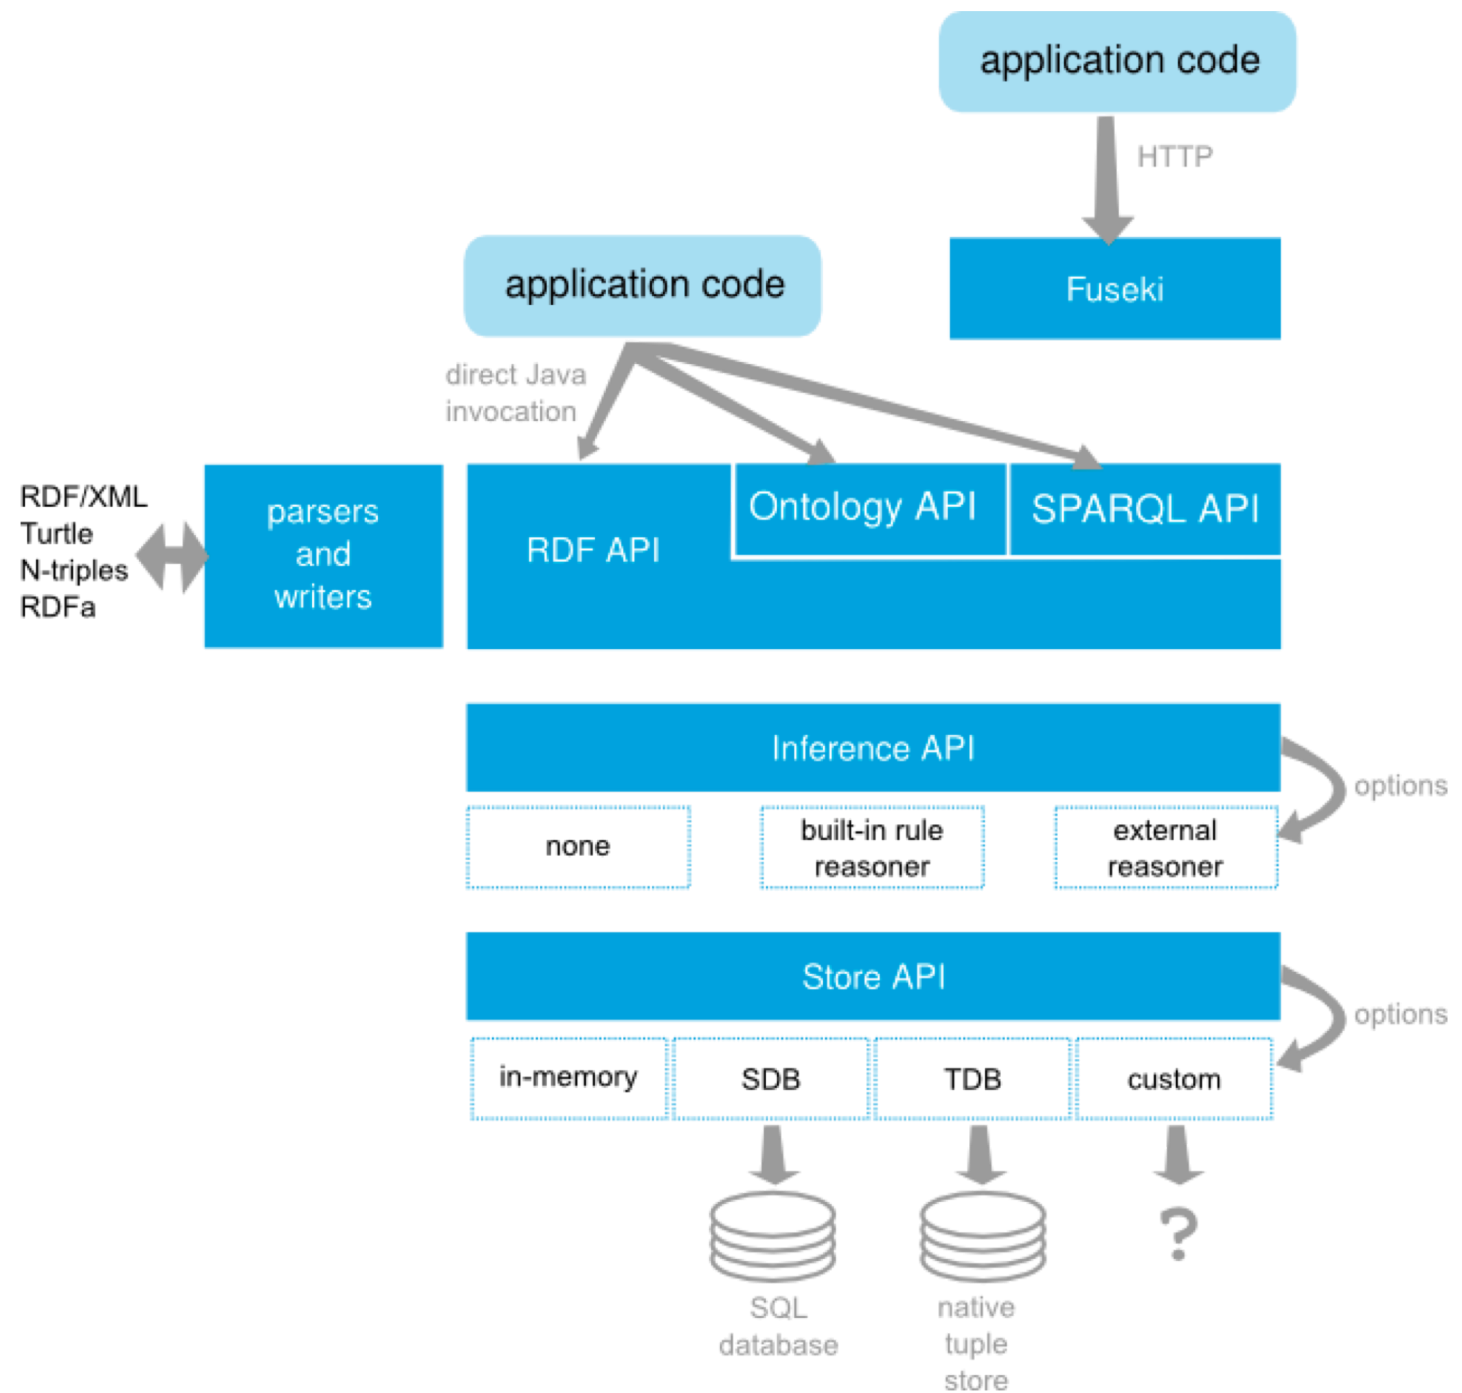 application code
HTTP
Fuseki
application code
direct Java
invocation
RDF/XML
Turtle
N-triples
RDFa
parsers
and
writers
RDF API
Ontology API
SPARQL API
Inference API
options
none
built-in rule
reasoner
external
reasoner
Store API
options
in-memory
SDB
TDB
custom
?
SQL
database
native
tuple
store